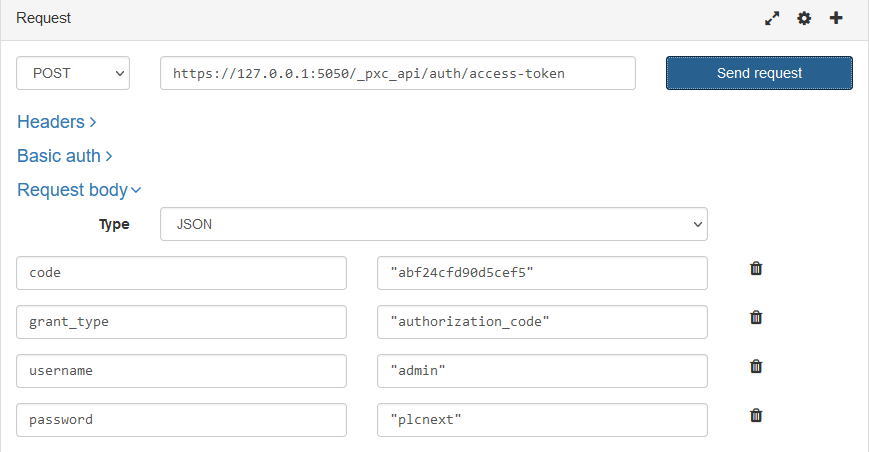 Request
POST https://127.0.0.1:5050/_pxc_api/auth/access-token Send request
Headers
Basic auth
Request body
Type JSON
code "abf24cfd90d5cef5"
grant_type "authorization_code"
username "admin"
password "plcnext"